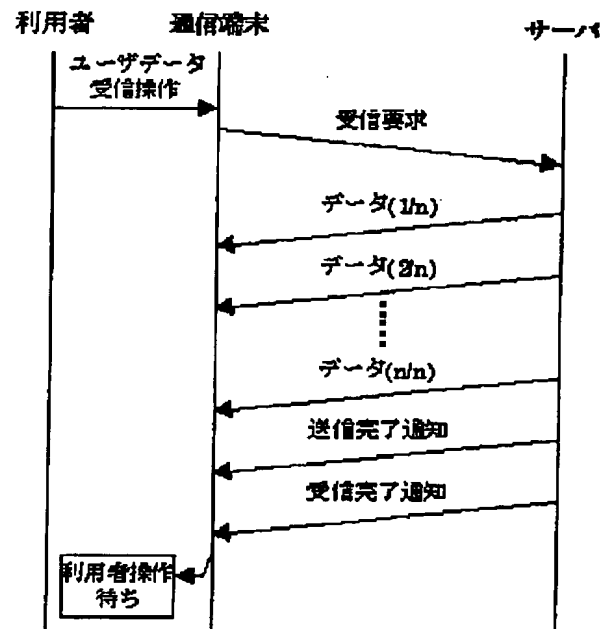 利用者
通信端末
サーバ
ユーザデータ
受信操作
受信要求
データ(1/n)
データ(2/n)
データ(n/n)
送信完了通知
受信完了通知
利用者操作
待ち